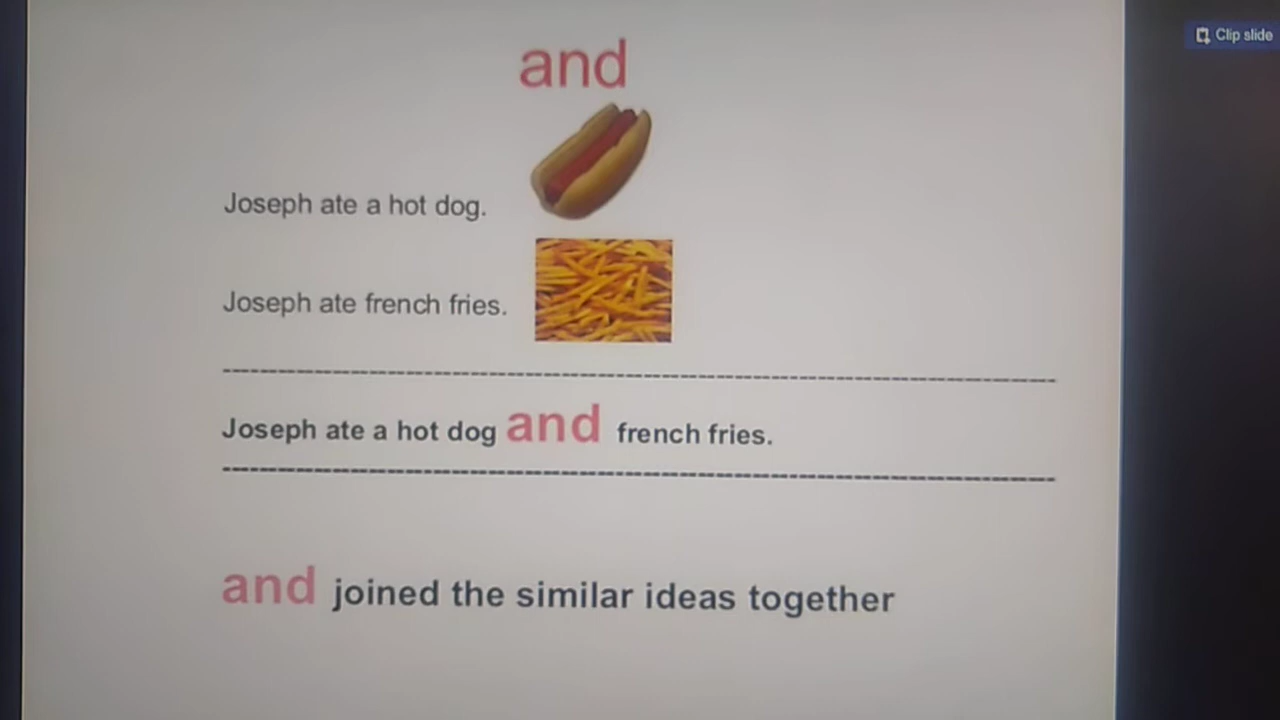 Clip slide
and
Joseph ate a hot dog.
Joseph ate french fries.
Joseph ate a hot dog and french fries.
and joined the similar ideas together